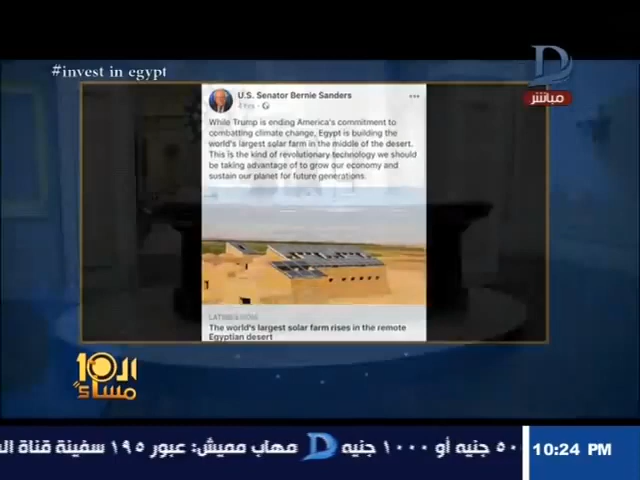 #invest in egypt
مباشر
U.S. Senator Bernie Sanders
While Trump is ending America's commitment to
combatting climate change, Egypt is building the
world's largest solar farm in the middle of the desert.
This is the kind of revolutionary technology we should
be taking advantage of to grow our economy and
sustain our planet for future generations.
The world's largest solar farm rises in the remote
Egyptian desert
الـ10
مساءً
جنيه أو ١٠٠٠ جنيه
مهاب مميش: عبور ١٩٥ سفينة قناة
10:24 PM